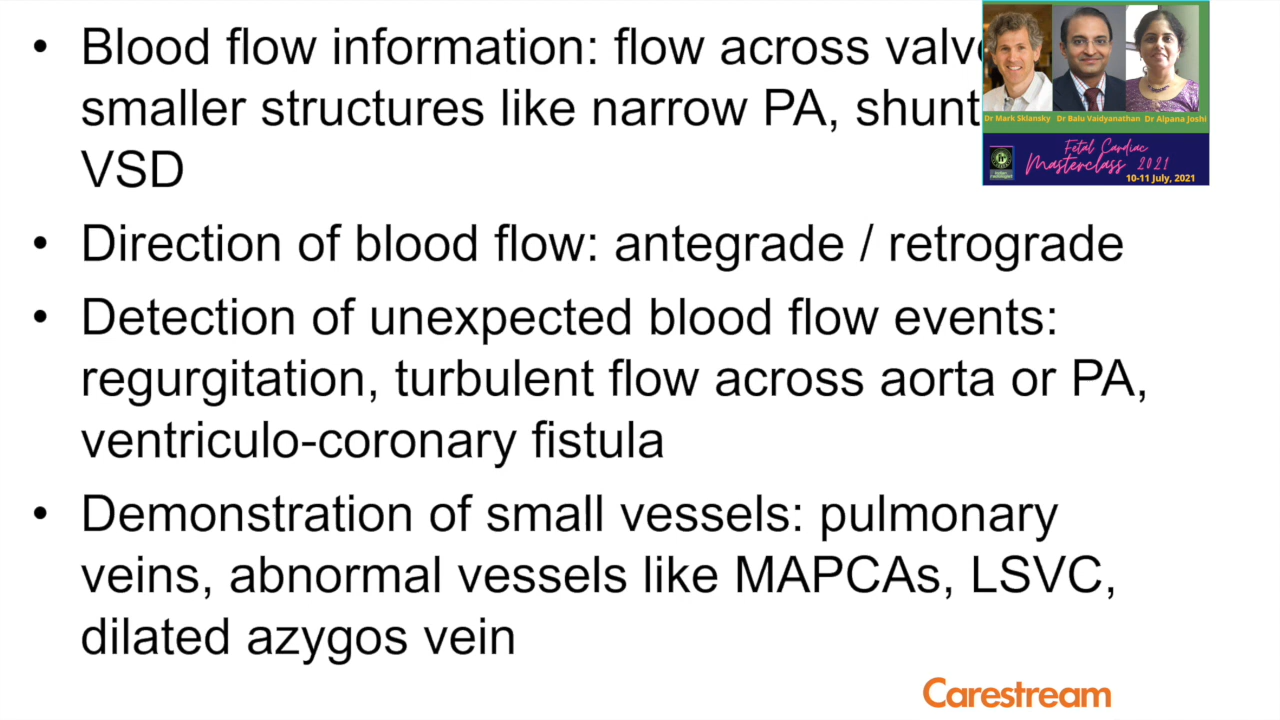 • Blood flow information: flow across
smaller structures like narrow PA, shunt
VSD
• Direction of blood flow: antegrade / retrograde
• Detection of unexpected blood flow events:
regurgitation, turbulent flow across aorta or PA,
ventriculo-coronary fistula
• Demonstration of small vessels: pulmonary
veins, abnormal vessels like MAPCAs, LSVC,
dilated azygos vein
Dr Mark Sklansky Dr Balu Vaidyanathan Dr Alpana Joshi
Fetal Cardiac
Masterclass 2021
10-11 July, 2021
Carestream